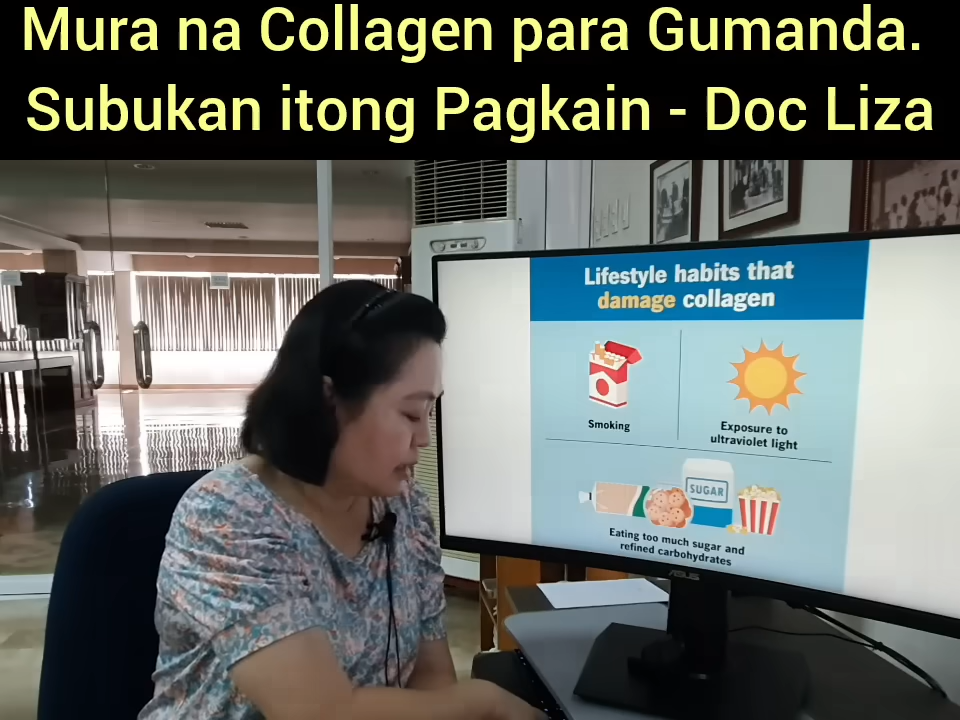 Mura na Collagen para Gumanda.
Subukan itong Pagkain - Doc Liza
Lifestyle habits that
damage collagen
Smoking
Exposure to
ultraviolet light
SUGAR
Eating too much sugar and
refined carbohydrates
ASUS